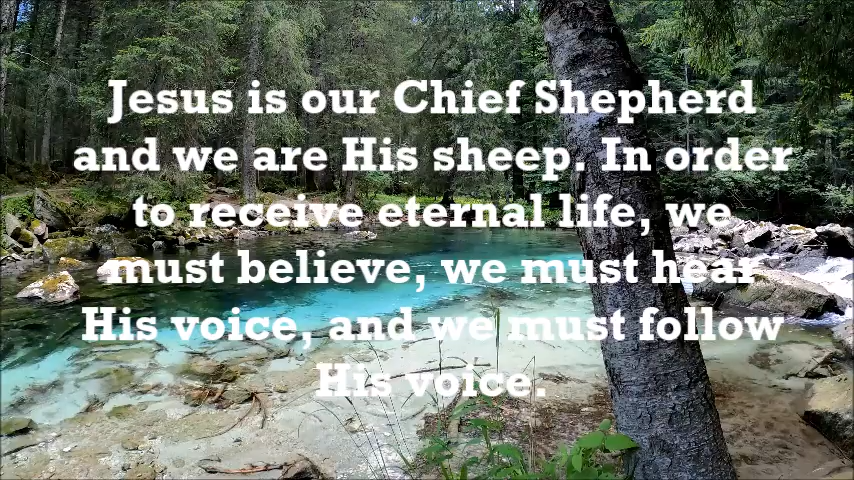 Jesus is our Chief Shepherd
and we are His sheep. In order
to receive eternal life, we
must believe, we must hear
His voice, and we must follow
His voice.